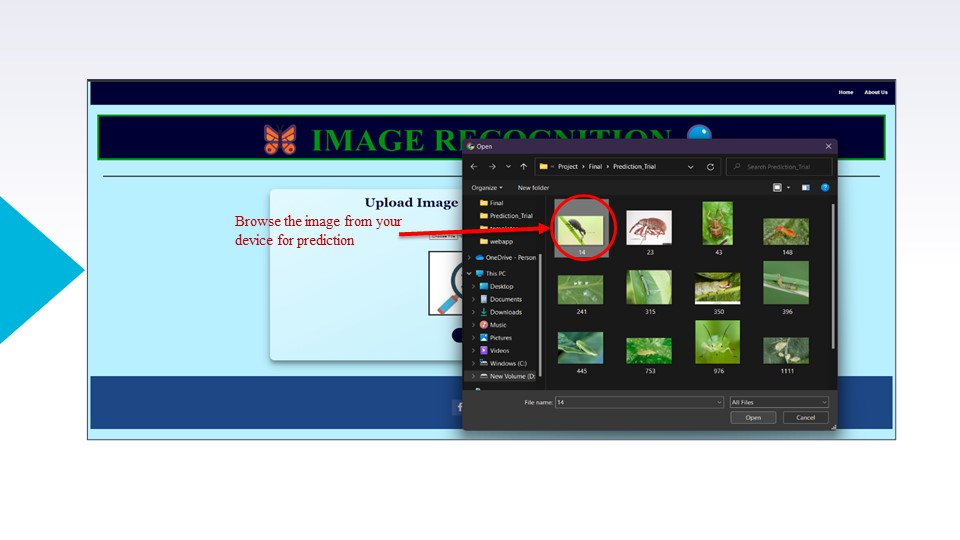 Home About Us
IMAGE RECOGNITION
Open
Project Final Prediction_Trial
Search Prediction_Trial
Organize New folder
Upload Image
Browse the image from your
device for prediction
Final
Prediction_Trial
webapp
OneDrive - Person
This PC
Desktop
Documents
Downloads
Music
Pictures
Videos
Windows (C:)
New Volume (D:
14 23 43 148
241 315 350 396
445 753 976 1111
File name: 14 All Files
Open Cancel